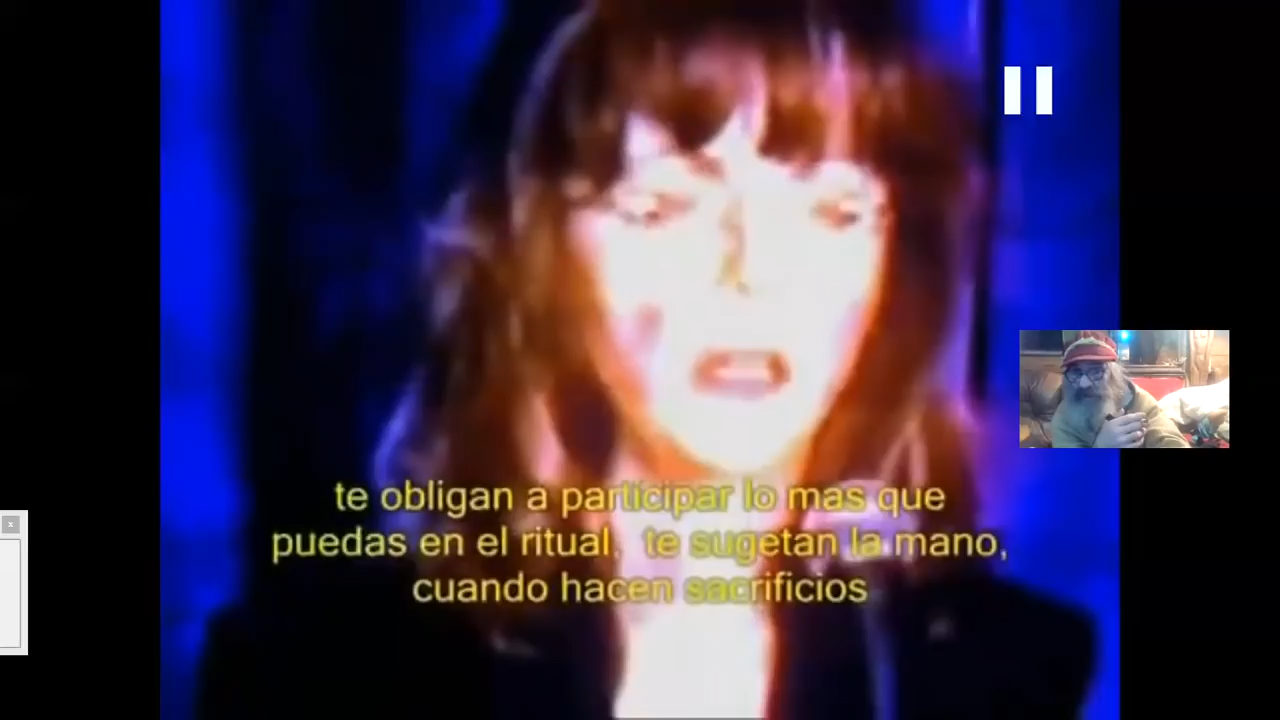 te obligan a participar lo mas que
puedas en el ritual, te sugetan la mano,
cuando hacen sacrificios
x